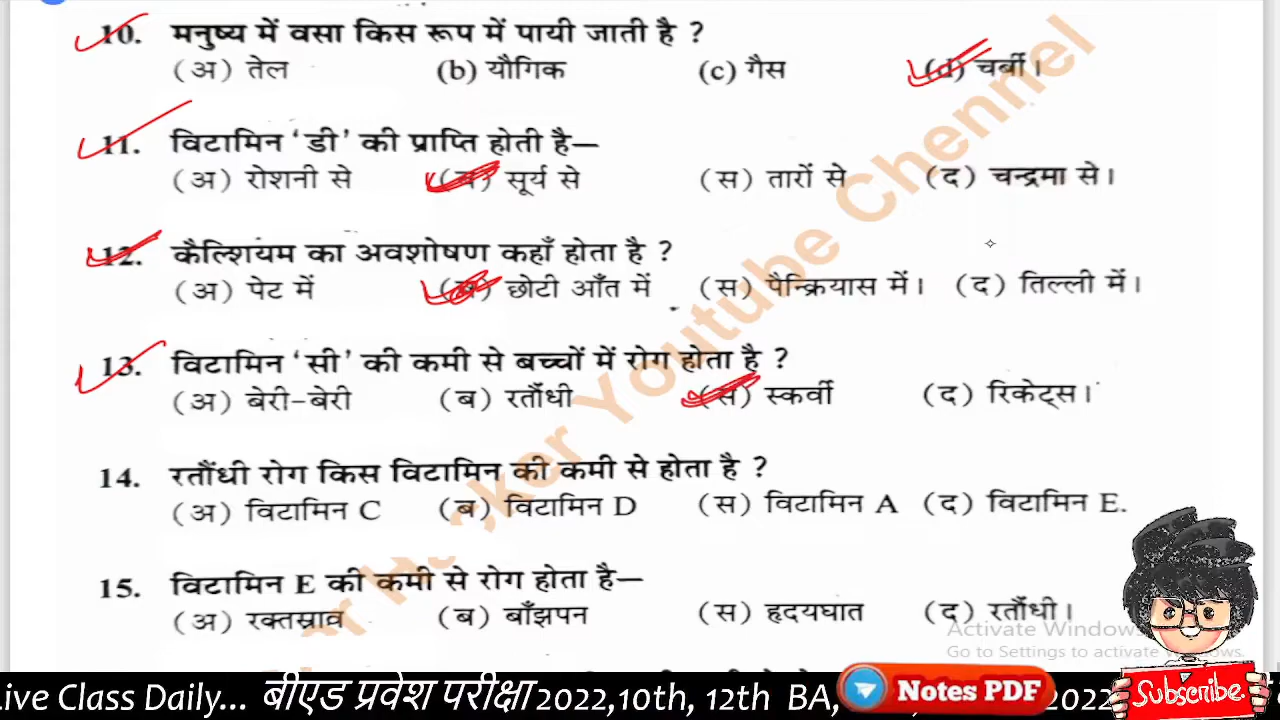 10. मनुष्य में वसा किस रूप में पायी जाती है ?
(अ) तेल (b) यौगिक (c) गैस (d) चर्बी।
11. विटामिन ‘डी’ की प्राप्ति होती है—
(अ) रोशनी से (ब) सूर्य से (स) तारों से (द) चन्द्रमा से।
12. कैल्शियम का अवशोषण कहाँ होता है ?
(अ) पेट में (ब) छोटी आँत में (स) पैन्क्रियास में। (द) तिल्ली में।
13. विटामिन ‘सी’ की कमी से बच्चों में रोग होता है ?
(अ) बेरी-बेरी (ब) रतौंधी (स) स्कर्वी (द) रिकेट्स।
14. रतौंधी रोग किस विटामिन की कमी से होता है ?
(अ) विटामिन C (ब) विटामिन D (स) विटामिन A (द) विटामिन E.
15. विटामिन E की कमी से रोग होता है—
(अ) रक्तस्राव (ब) बाँझपन (स) हृदयघात (द) रतौंधी।
Youtube Chennel
Activate Windows
Go to Settings to activate Windows.
Live Class Daily... बीएड प्रवेश परीक्षा 2022,10th, 12th BA,
Notes PDF
2022
Subscribe